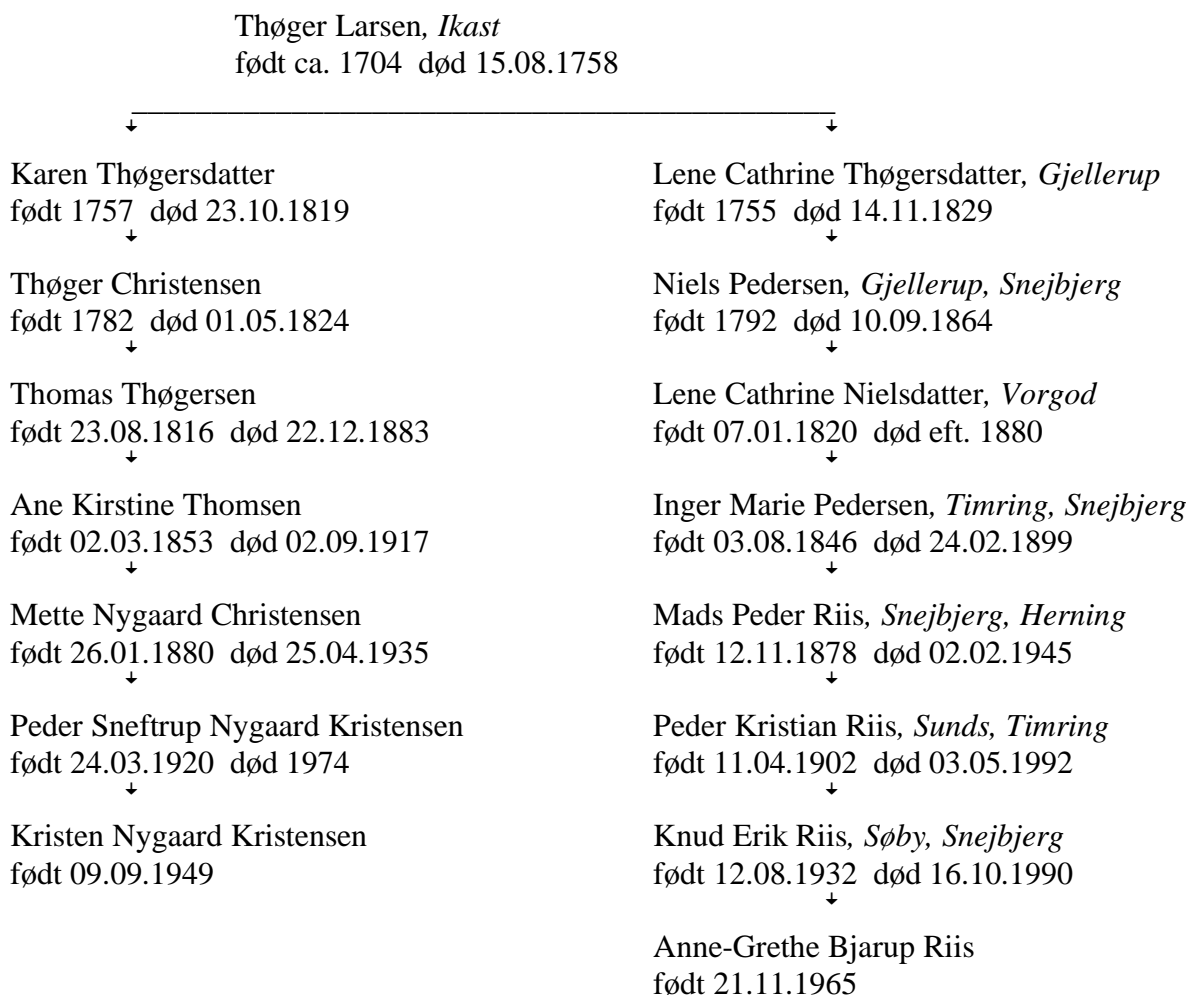 Thøger Larsen, Ikast
født ca. 1704 død 15.08.1758
Karen Thøgersdatter
født 1757 død 23.10.1819
Thøger Christensen
født 1782 død 01.05.1824
Thomas Thøgersen
født 23.08.1816 død 22.12.1883
Ane Kirstine Thomsen
født 02.03.1853 død 02.09.1917
Mette Nygaard Christensen
født 26.01.1880 død 25.04.1935
Peder Sneftrup Nygaard Kristensen
født 24.03.1920 død 1974
Kristen Nygaard Kristensen
født 09.09.1949
Lene Cathrine Thøgersdatter, Gjellerup
født 1755 død 14.11.1829
Niels Pedersen, Gjellerup, Snejbjerg
født 1792 død 10.09.1864
Lene Cathrine Nielsdatter, Vorgod
født 07.01.1820 død eft. 1880
Inger Marie Pedersen, Timring, Snejbjerg
født 03.08.1846 død 24.02.1899
Mads Peder Riis, Snejbjerg, Herning
født 12.11.1878 død 02.02.1945
Peder Kristian Riis, Sunds, Timring
født 11.04.1902 død 03.05.1992
Knud Erik Riis, Søby, Snejbjerg
født 12.08.1932 død 16.10.1990
Anne-Grethe Bjarup Riis
født 21.11.1965